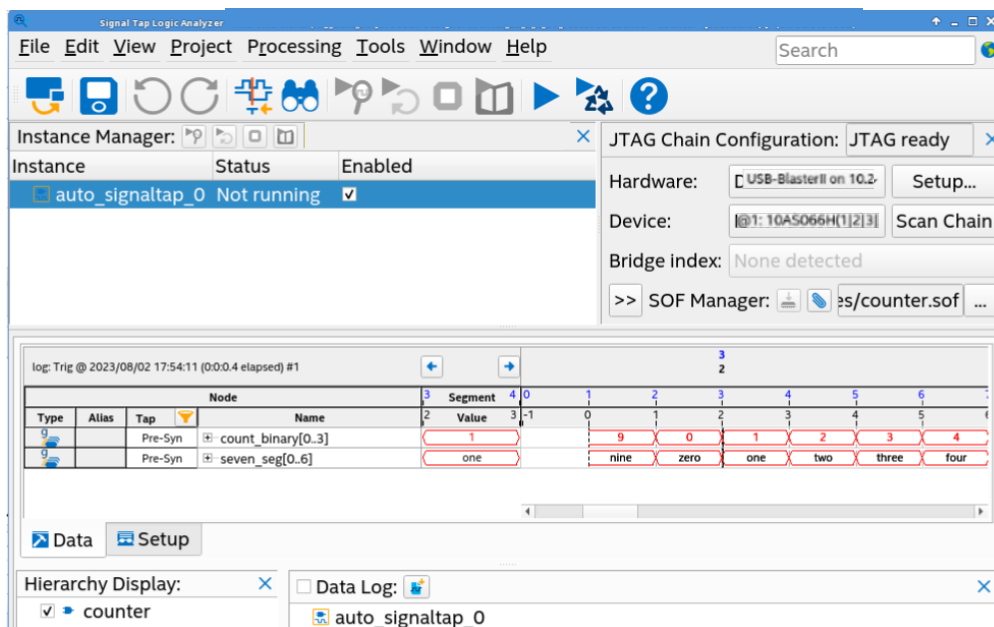 Signal Tap Logic Analyzer
File Edit View Project Processing Tools Window Help
Search
Instance Manager:
JTAG Chain Configuration: JTAG ready
Instance Status Enabled
auto_signaltap_0 Not running
Hardware: USB-BlasterII on 10.2 Setup...
Device: @1: 10AS066H(1|2|3| Scan Chain
Bridge index: None detected
>> SOF Manager: es/counter.sof ...
log: Trig @ 2023/08/02 17:54:11 (0:0:0.4 elapsed) #1
3
2
Node 3 Segment 4 0 1 2 3 4 5 6
Type Alias Tap Name 2 Value 3 -1 0 1 2 3 4 5
Pre-Syn count_binary[0..3] 1 9 0 1 2 3 4
Pre-Syn seven_seg[0..6] one nine zero one two three four
Data Setup
Hierarchy Display:
Data Log:
counter
auto_signaltap_0